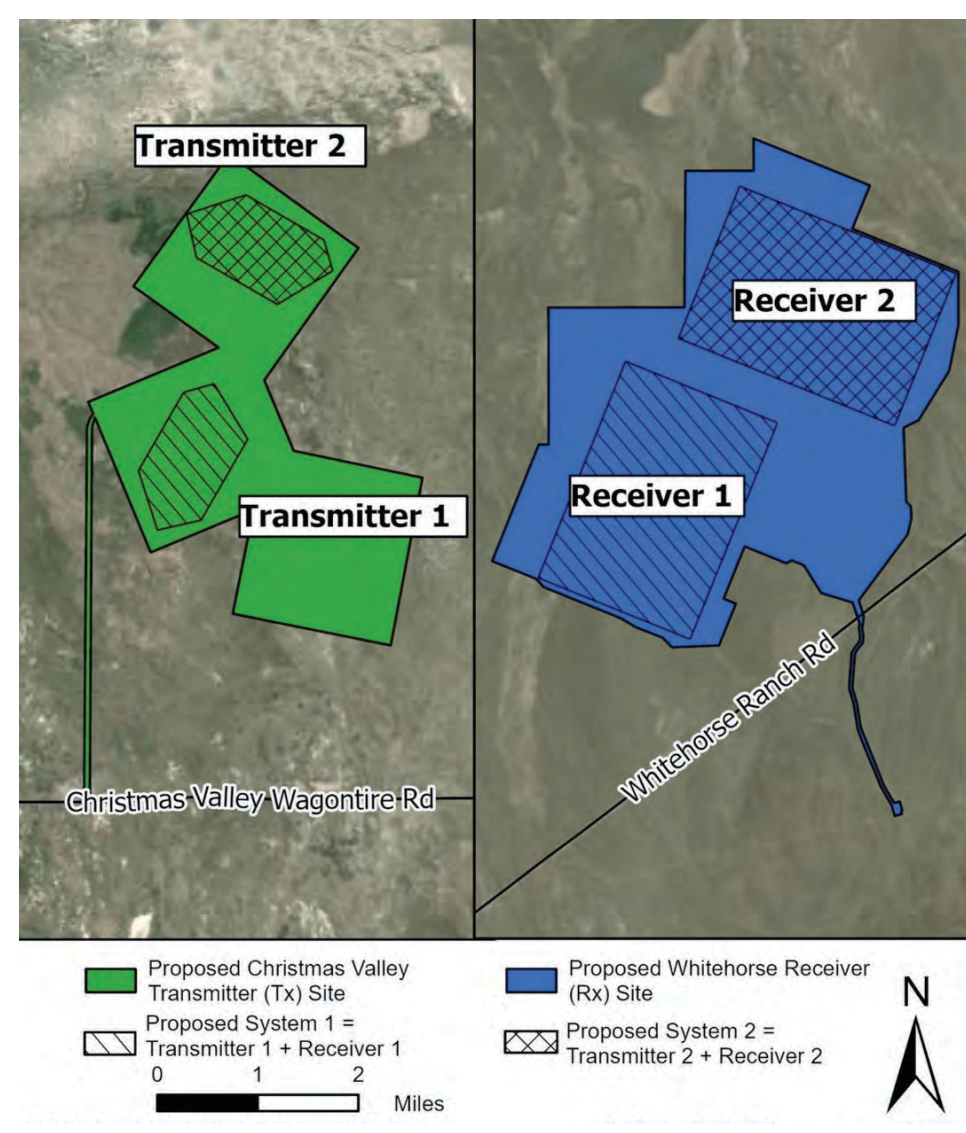 Transmitter 2
Receiver 2
Receiver 1
Transmitter 1
Whitehorse Ranch Rd
Christmas Valley Wagontire Rd
Proposed Christmas Valley
Transmitter (Tx) Site
Proposed System 1 =
Transmitter 1 + Receiver 1
0 1 2
Miles
Proposed Whitehorse Receiver
(Rx) Site
Proposed System 2 =
Transmitter 2 + Receiver 2
N